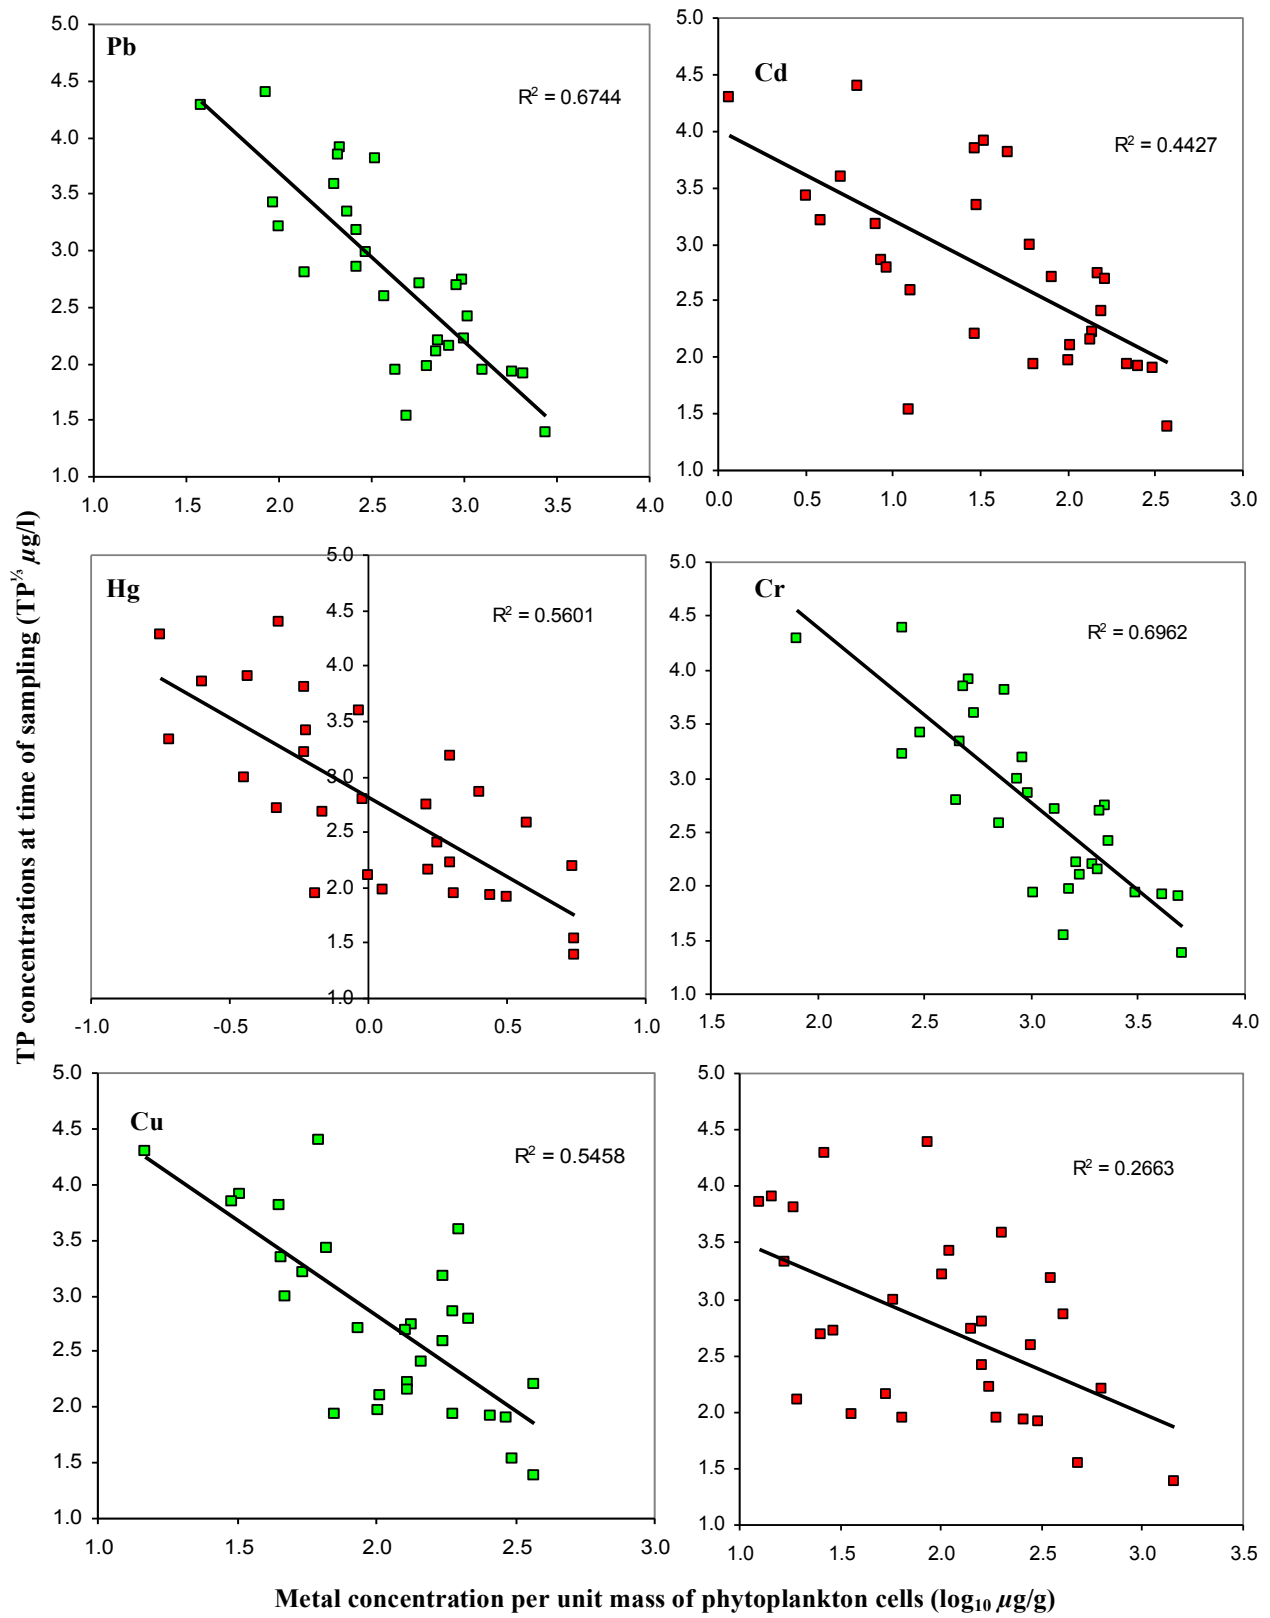 5.0
4.5
4.0
3.5
3.0
2.5
2.0
1.5
1.0
Pb
R² = 0.6744
1.0 1.5 2.0 2.5 3.0 3.5 4.0
5.0
4.5
4.0
3.5
3.0
2.5
2.0
1.5
1.0
Cd
R² = 0.4427
0.0 0.5 1.0 1.5 2.0 2.5 3.0
TP concentrations at time of sampling (TP^⅓ µg/l)
Hg
5.0
4.5
4.0
3.5
3.0
2.5
2.0
1.5
1.0
R² = 0.5601
-1.0 -0.5 0.0 0.5 1.0
5.0
4.5
4.0
3.5
3.0
2.5
2.0
1.5
1.0
Cr
R² = 0.6962
1.5 2.0 2.5 3.0 3.5 4.0
5.0
4.5
4.0
3.5
3.0
2.5
2.0
1.5
1.0
Cu
R² = 0.5458
1.0 1.5 2.0 2.5 3.0
5.0
4.5
4.0
3.5
3.0
2.5
2.0
1.5
1.0
R² = 0.2663
1.0 1.5 2.0 2.5 3.0 3.5
Metal concentration per unit mass of phytoplankton cells (log₁₀ µg/g)